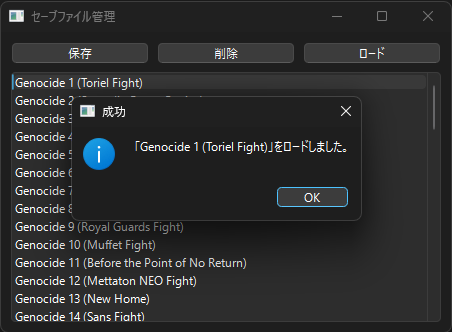 セーブファイル管理
保存
削除
ロード
Genocide 1 (Toriel Fight)
Genocide 2
Genocide 3
Genocide 4
Genocide 5
Genocide 6
Genocide 7
Genocide 8
Genocide 9 (Royal Guards Fight)
Genocide 10 (Muffet Fight)
Genocide 11 (Before the Point of No Return)
Genocide 12 (Mettaton NEO Fight)
Genocide 13 (New Home)
Genocide 14 (Sans Fight)
成功
「Genocide 1 (Toriel Fight)」をロードしました。
OK